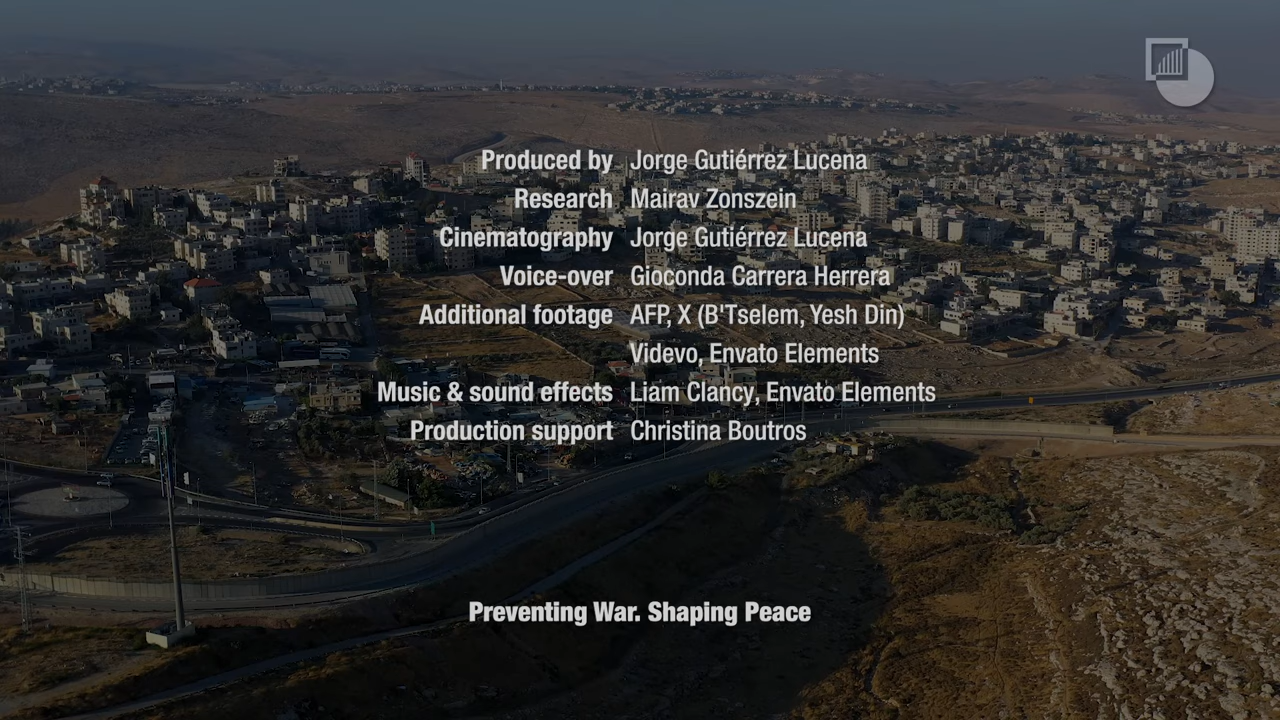 Produced by Jorge Gutiérrez Lucena
Research Mairav Zonszein
Cinematography Jorge Gutiérrez Lucena
Voice-over Gioconda Carrera Herrera
Additional footage AFP, X (B'Tselem, Yesh Din)
Videvo, Envato Elements
Music & sound effects Liam Clancy, Envato Elements
Production support Christina Boutros
Preventing War. Shaping Peace